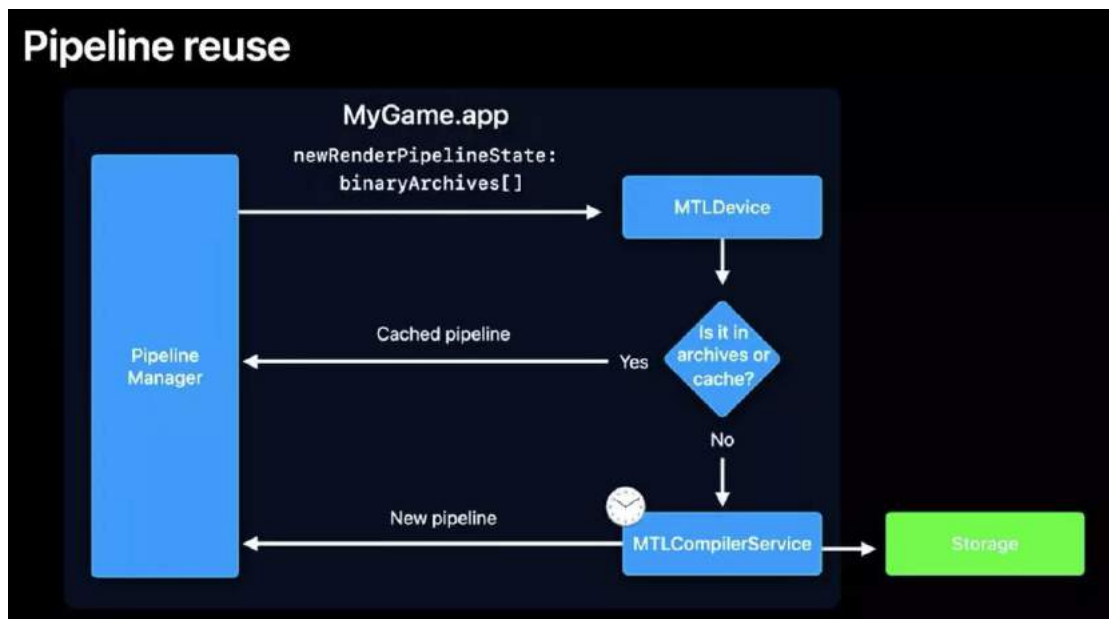 Pipeline reuse
MyGame.app
newRenderPipelineState:
binaryArchives[]
MTLDevice
Cached pipeline
Yes
Is it in
archives or
cache?
Pipeline
Manager
No
New pipeline
MTLCompilerService
Storage